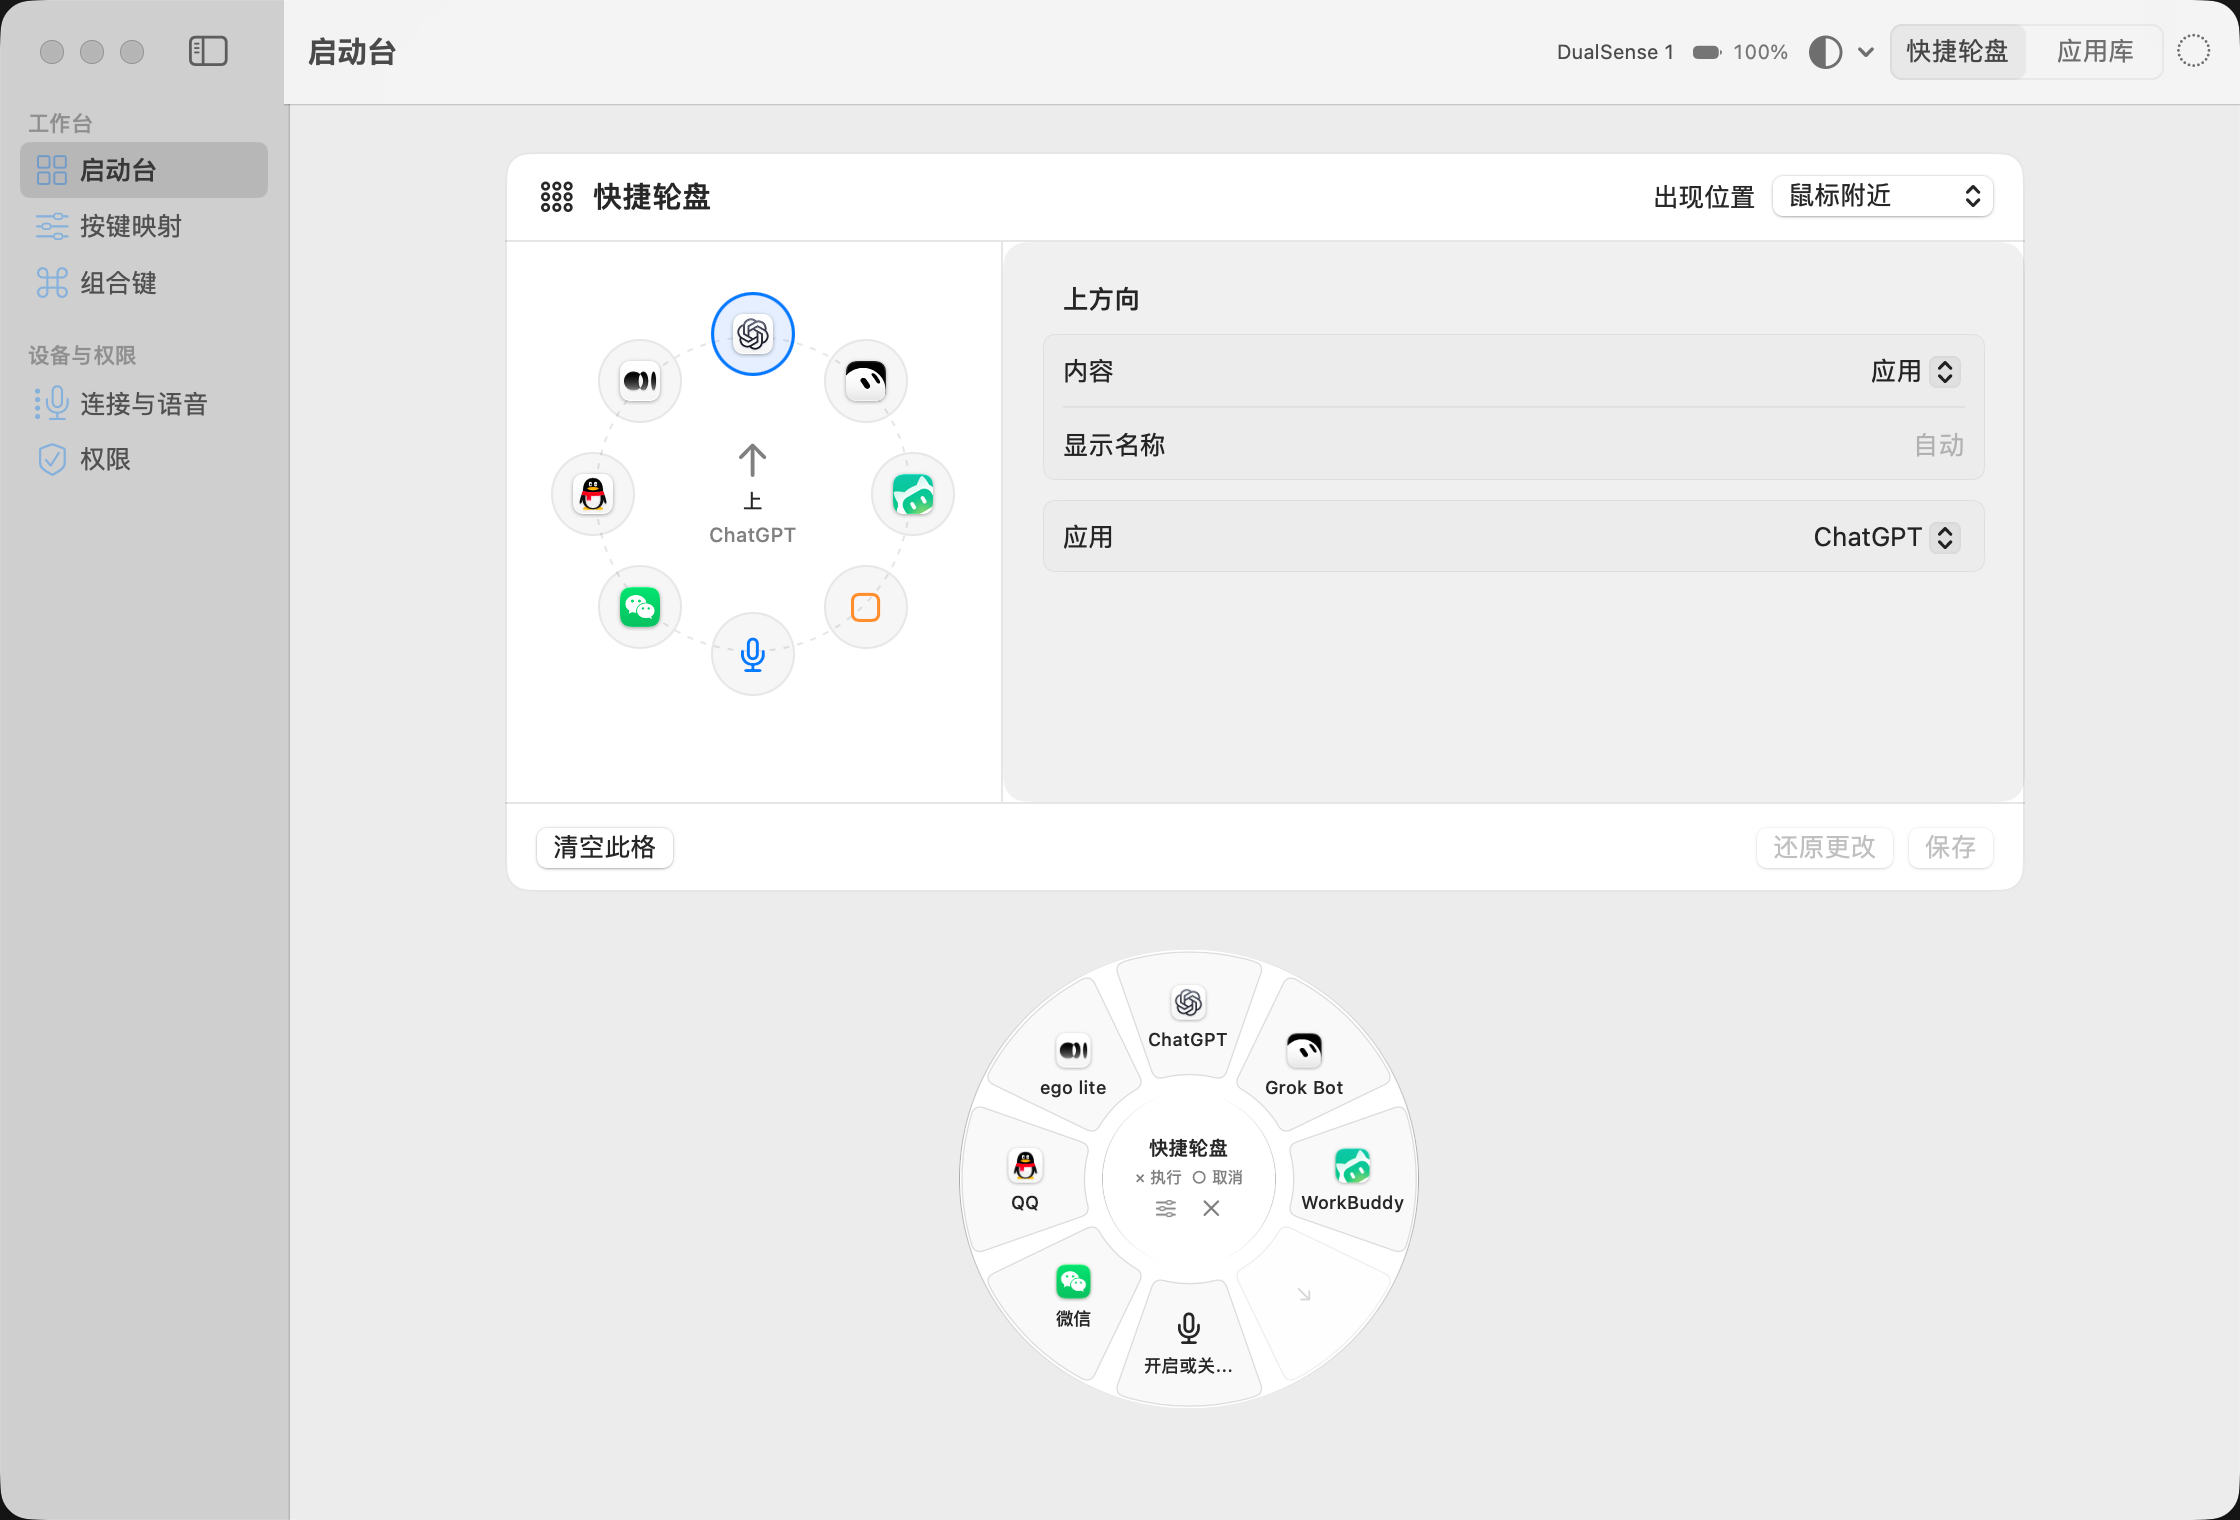 启动台
DualSense 1 100%
快捷轮盘
应用库
工作台
启动台
按键映射
组合键
设备与权限
连接与语音
权限
快捷轮盘
出现位置 鼠标附近
上
ChatGPT
上方向
内容 应用
显示名称 自动
应用 ChatGPT
清空此格
还原更改
保存
ChatGPT
ego lite
Grok Bot
快捷轮盘
× 执行 ○ 取消
QQ
WorkBuddy
微信
开启或关...